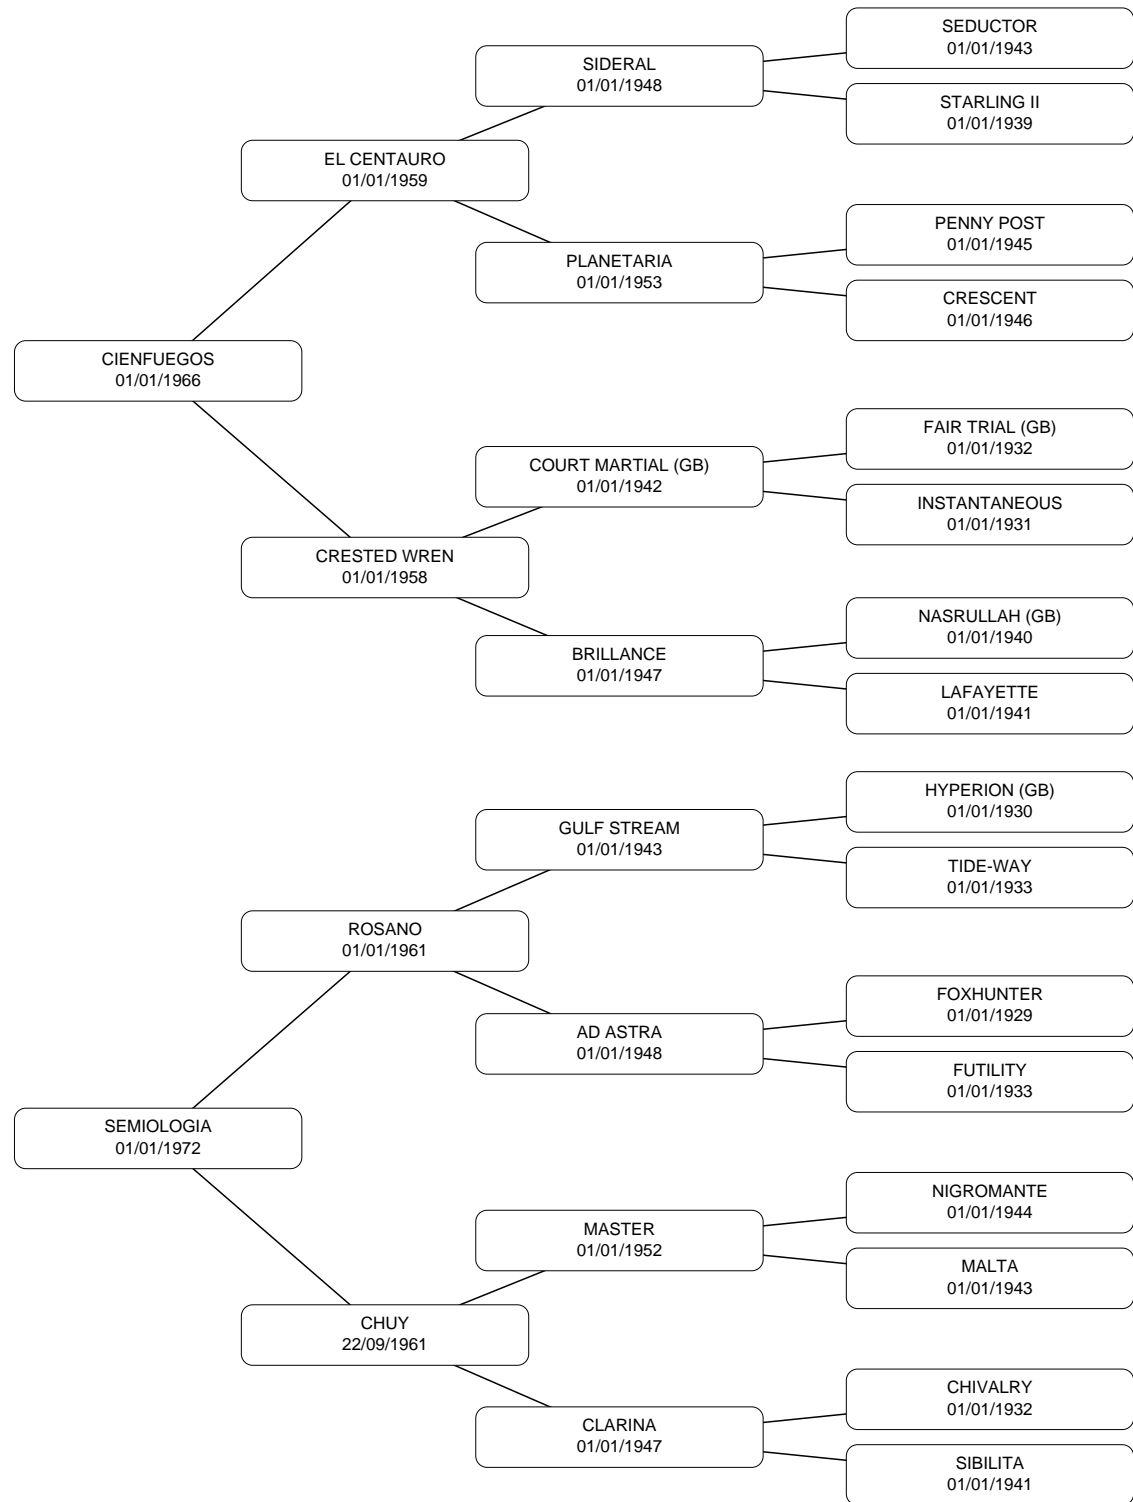 SEDUCTOR
01/01/1943
SIDERAL
01/01/1948
STARLING II
01/01/1939
EL CENTAURO
01/01/1959
PENNY POST
01/01/1945
PLANETARIA
01/01/1953
CRESCENT
01/01/1946
CIENFUEGOS
01/01/1966
FAIR TRIAL (GB)
01/01/1932
COURT MARTIAL (GB)
01/01/1942
INSTANTANEOUS
01/01/1931
CRESTED WREN
01/01/1958
NASRULLAH (GB)
01/01/1940
BRILLANCE
01/01/1947
LAFAYETTE
01/01/1941
HYPERION (GB)
01/01/1930
GULF STREAM
01/01/1943
TIDE-WAY
01/01/1933
ROSANO
01/01/1961
FOXHUNTER
01/01/1929
AD ASTRA
01/01/1948
FUTILITY
01/01/1933
SEMIOLOGIA
01/01/1972
NIGROMANTE
01/01/1944
MASTER
01/01/1952
MALTA
01/01/1943
CHUY
22/09/1961
CHIVALRY
01/01/1932
CLARINA
01/01/1947
SIBILITA
01/01/1941